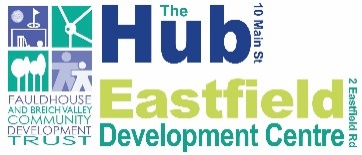 The
Hub
10 Main St
Eastfield
Development Centre
2 Eastfield Rd
FAULDHOUSE
AND BREICH VALLEY
COMMUNITY
DEVELOPMENT
TRUST